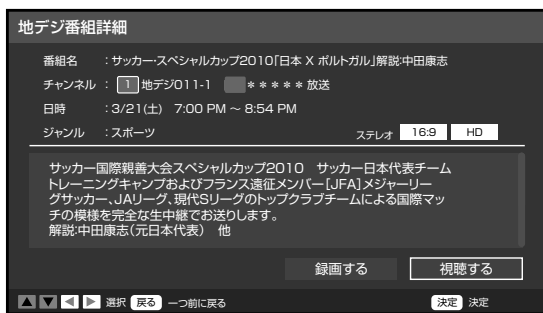 地デジ番組詳細
番組名 : サッカー・スペシャルカップ2010「日本 X ポルトガル」解説:中田康志
チャンネル : 1 地デジ011-1 ＊＊＊＊＊ 放送
日時 : 3/21(土) 7:00 PM ~ 8:54 PM
ジャンル : スポーツ
ステレオ 16:9 HD
サッカー国際親善大会スペシャルカップ2010 サッカー日本代表チーム
トレーニングキャンプおよびフランス遠征メンバー[JFA]メジャーリー
グサッカー、JAリーグ、現代Sリーグのトップクラブチームによる国際マッ
チの模様を完全な生中継でお送りします。
解説:中田康志(元日本代表) 他
録画する 視聴する
▲ ▼ ◀ ▶ 選択 戻る 一つ前に戻る 決定 決定